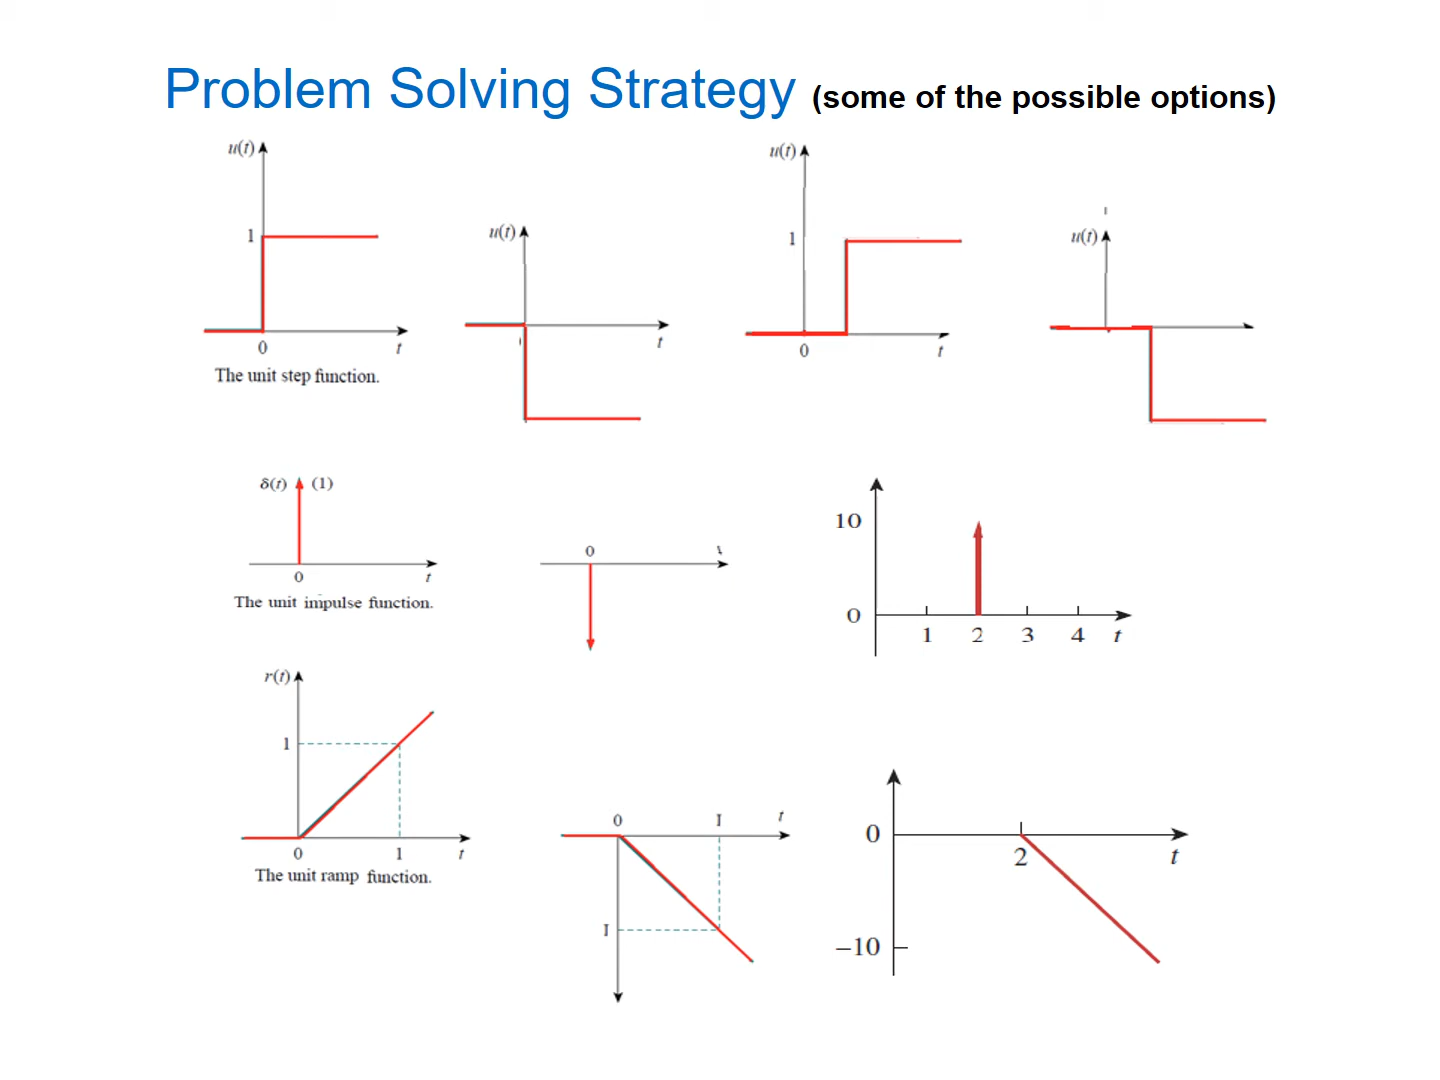 Problem Solving Strategy (some of the possible options)
u(t)
1
0
t
The unit step function.
u(t)
t
u(t)
1
0
t
u(t)
δ(t) (1)
0
t
The unit impulse function.
0
10
0
1 2 3 4 t
r(t)
1
0 1 t
The unit ramp function.
0 1 t
1
0
2
t
−10